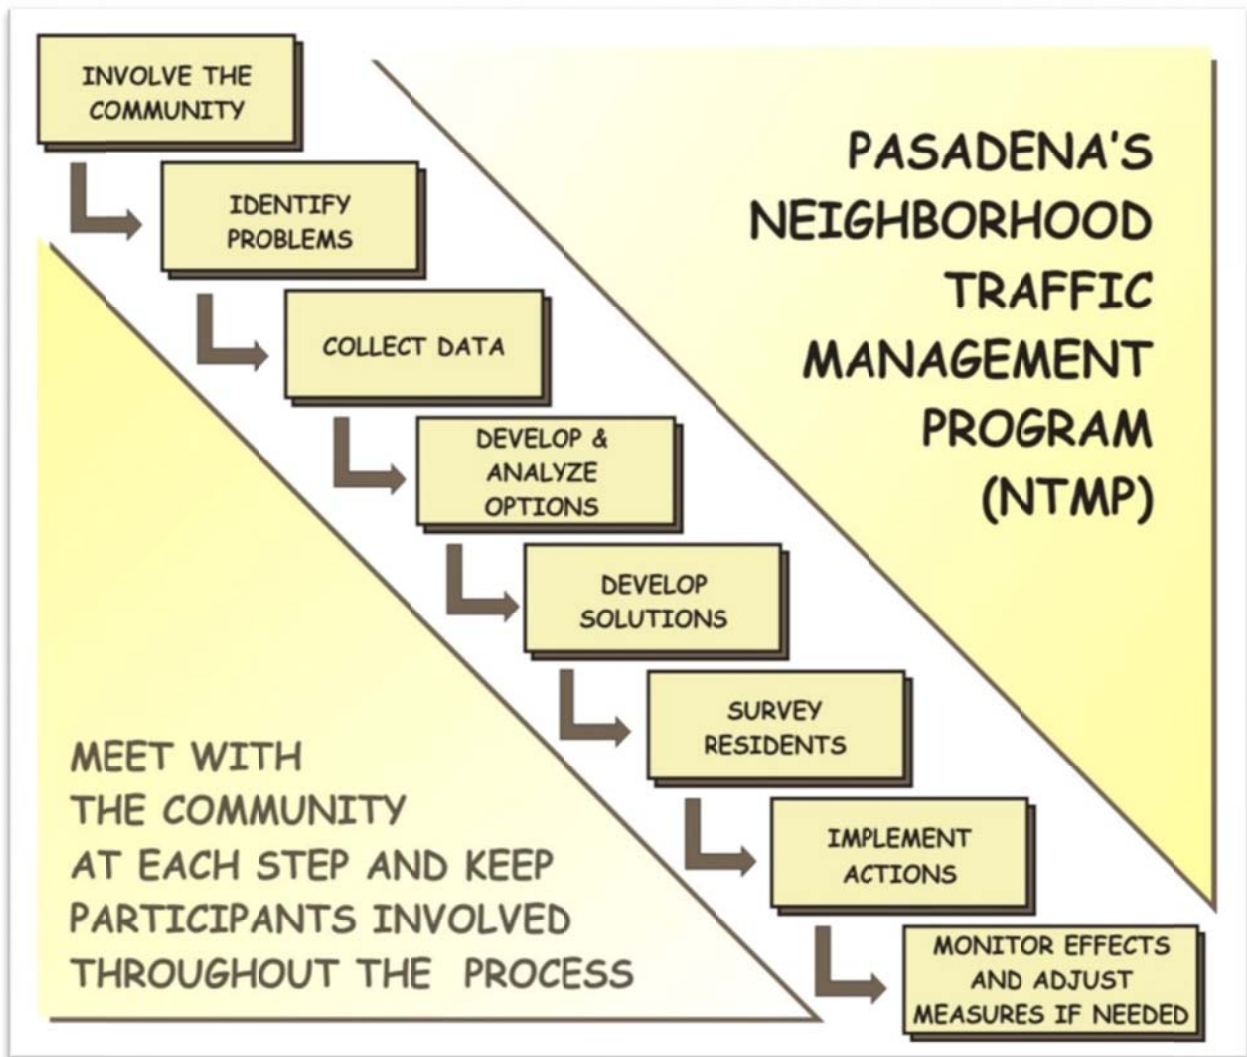 INVOLVE THE
COMMUNITY
IDENTIFY
PROBLEMS
COLLECT DATA
DEVELOP &
ANALYZE
OPTIONS
DEVELOP
SOLUTIONS
SURVEY
RESIDENTS
IMPLEMENT
ACTIONS
MONITOR EFFECTS
AND ADJUST
MEASURES IF NEEDED
PASADENA'S
NEIGHBORHOOD
TRAFFIC
MANAGEMENT
PROGRAM
(NTMP)
MEET WITH
THE COMMUNITY
AT EACH STEP AND KEEP
PARTICIPANTS INVOLVED
THROUGHOUT THE PROCESS